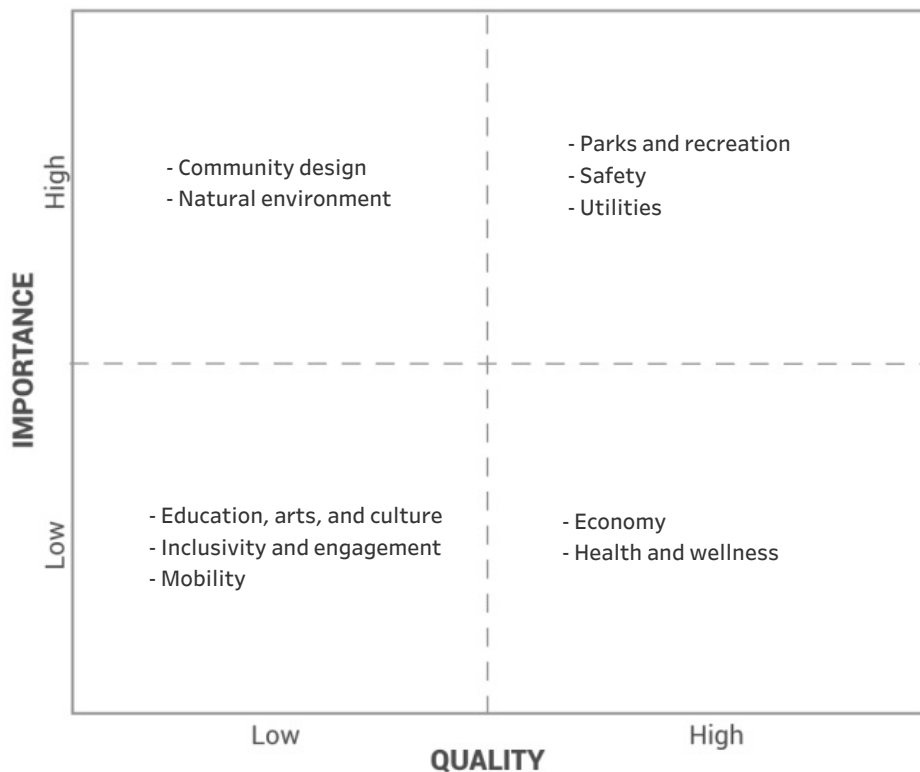 - Community design
- Natural environment
- Parks and recreation
- Safety
- Utilities
High
IMPORTANCE
Low
- Education, arts, and culture
- Inclusivity and engagement
- Mobility
- Economy
- Health and wellness
Low
High
QUALITY